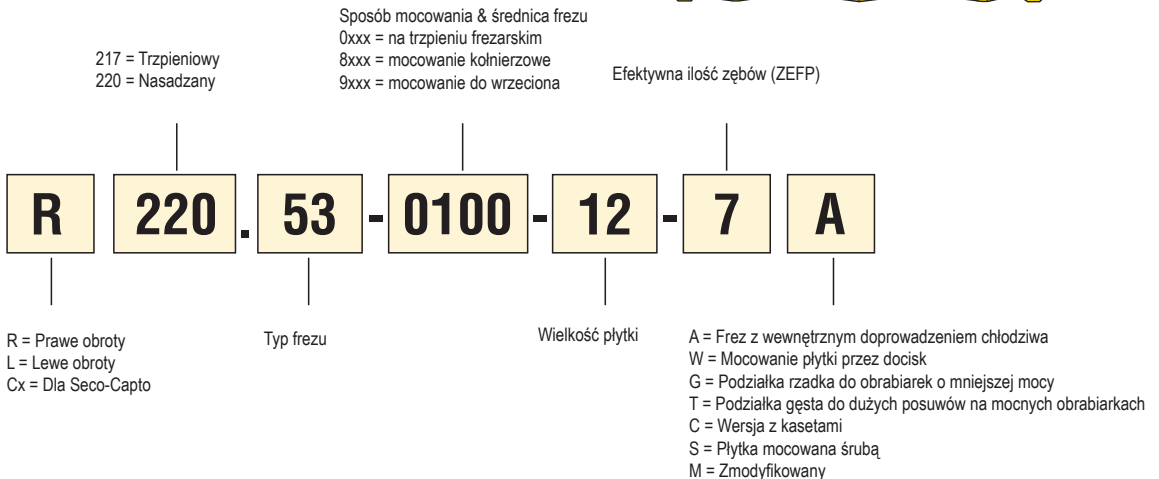 Sposób mocowania & średnica frezu
0xxx = na trzpieniu frezarskim
8xxx = mocowanie kołnierzowe
9xxx = mocowanie do wrzeciona
217 = Trzpieniowy
220 = Nasadzany
Efektywna ilość zębów (ZEFP)
R 220 . 53 - 0100 - 12 - 7 A
R = Prawe obroty
L = Lewe obroty
Cx = Dla Seco-Capto
Typ frezu
Wielkość płytki
A = Frez z wewnętrznym doprowadzeniem chłodziwa
W = Mocowanie płytki przez docisk
G = Podziałka rzadka do obrabiarek o mniejszej mocy
T = Podziałka gęsta do dużych posuwów na mocnych obrabiarkach
C = Wersja z kasetami
S = Płytka mocowana śrubą
M = Zmodyfikowany